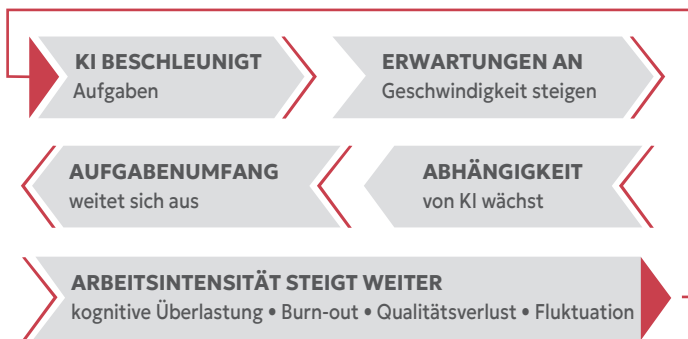 KI BESCHLEUNIGT
Aufgaben
ERWARTUNGEN AN
Geschwindigkeit steigen
ABHÄNGIGKEIT
von KI wächst
AUFGABENUMFANG
weitet sich aus
ARBEITSINTENSITÄT STEIGT WEITER
kognitive Überlastung • Burn-out • Qualitätsverlust • Fluktuation